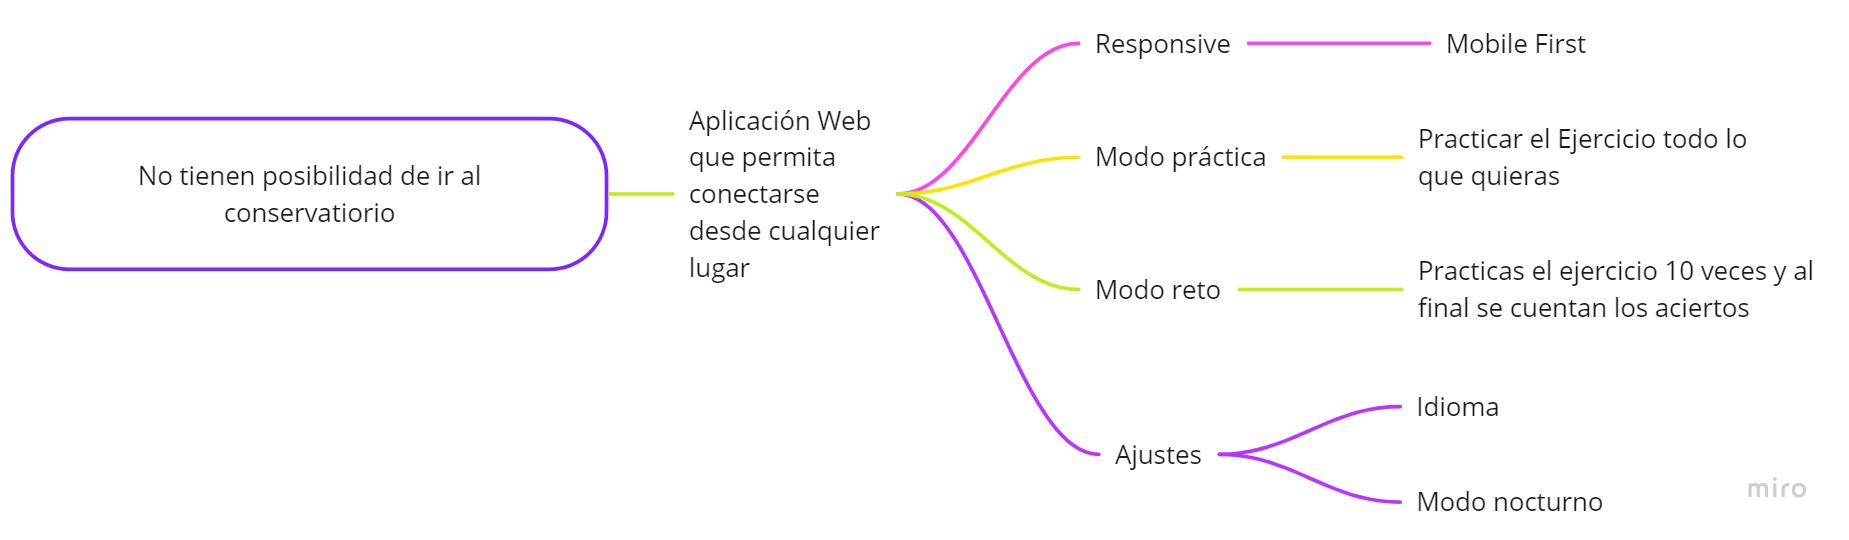 No tienen posibilidad de ir al
conservatiorio
Aplicación Web
que permita
conectarse
desde cualquier
lugar
Responsive
Mobile First
Modo práctica
Practicar el Ejercicio todo lo
que quieras
Modo reto
Practicas el ejercicio 10 veces y al
final se cuentan los aciertos
Ajustes
Idioma
Modo nocturno
miro